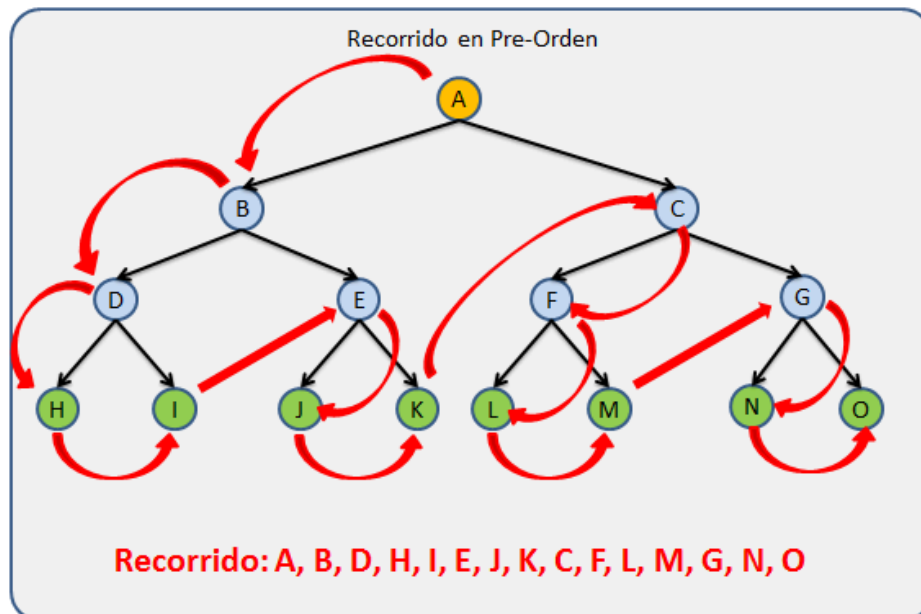 Recorrido en Pre-Orden
A
B
C
D
E
F
G
H
I
J
K
L
M
N
O
Recorrido: A, B, D, H, I, E, J, K, C, F, L, M, G, N, O